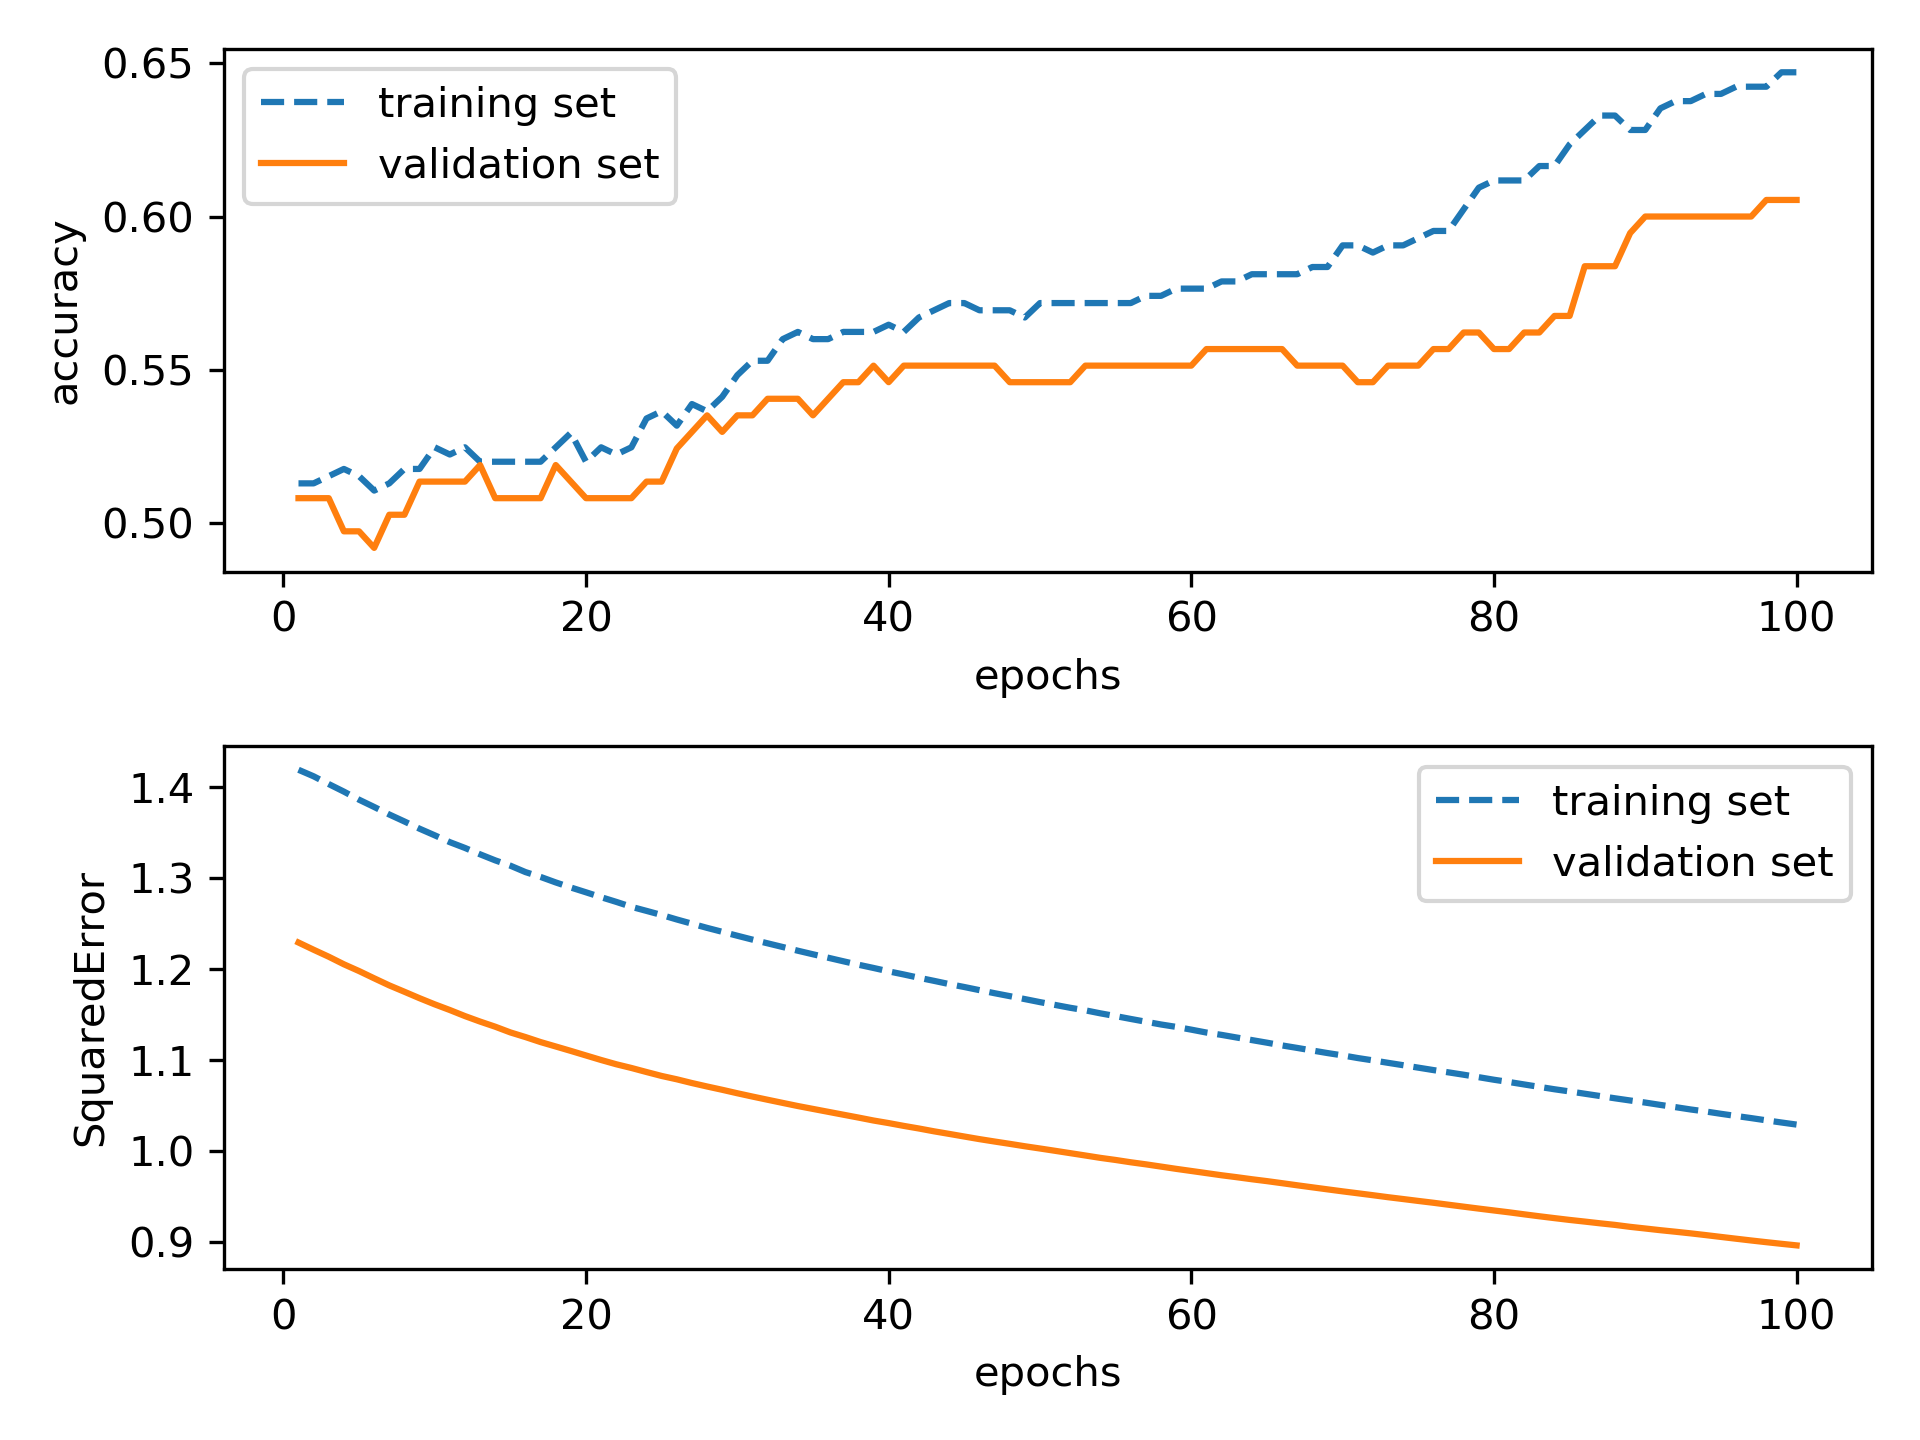 0.65
0.60
0.55
0.50
accuracy
training set
validation set
0 20 40 60 80 100
epochs
1.4
1.3
1.2
1.1
1.0
0.9
SquaredError
training set
validation set
0 20 40 60 80 100
epochs